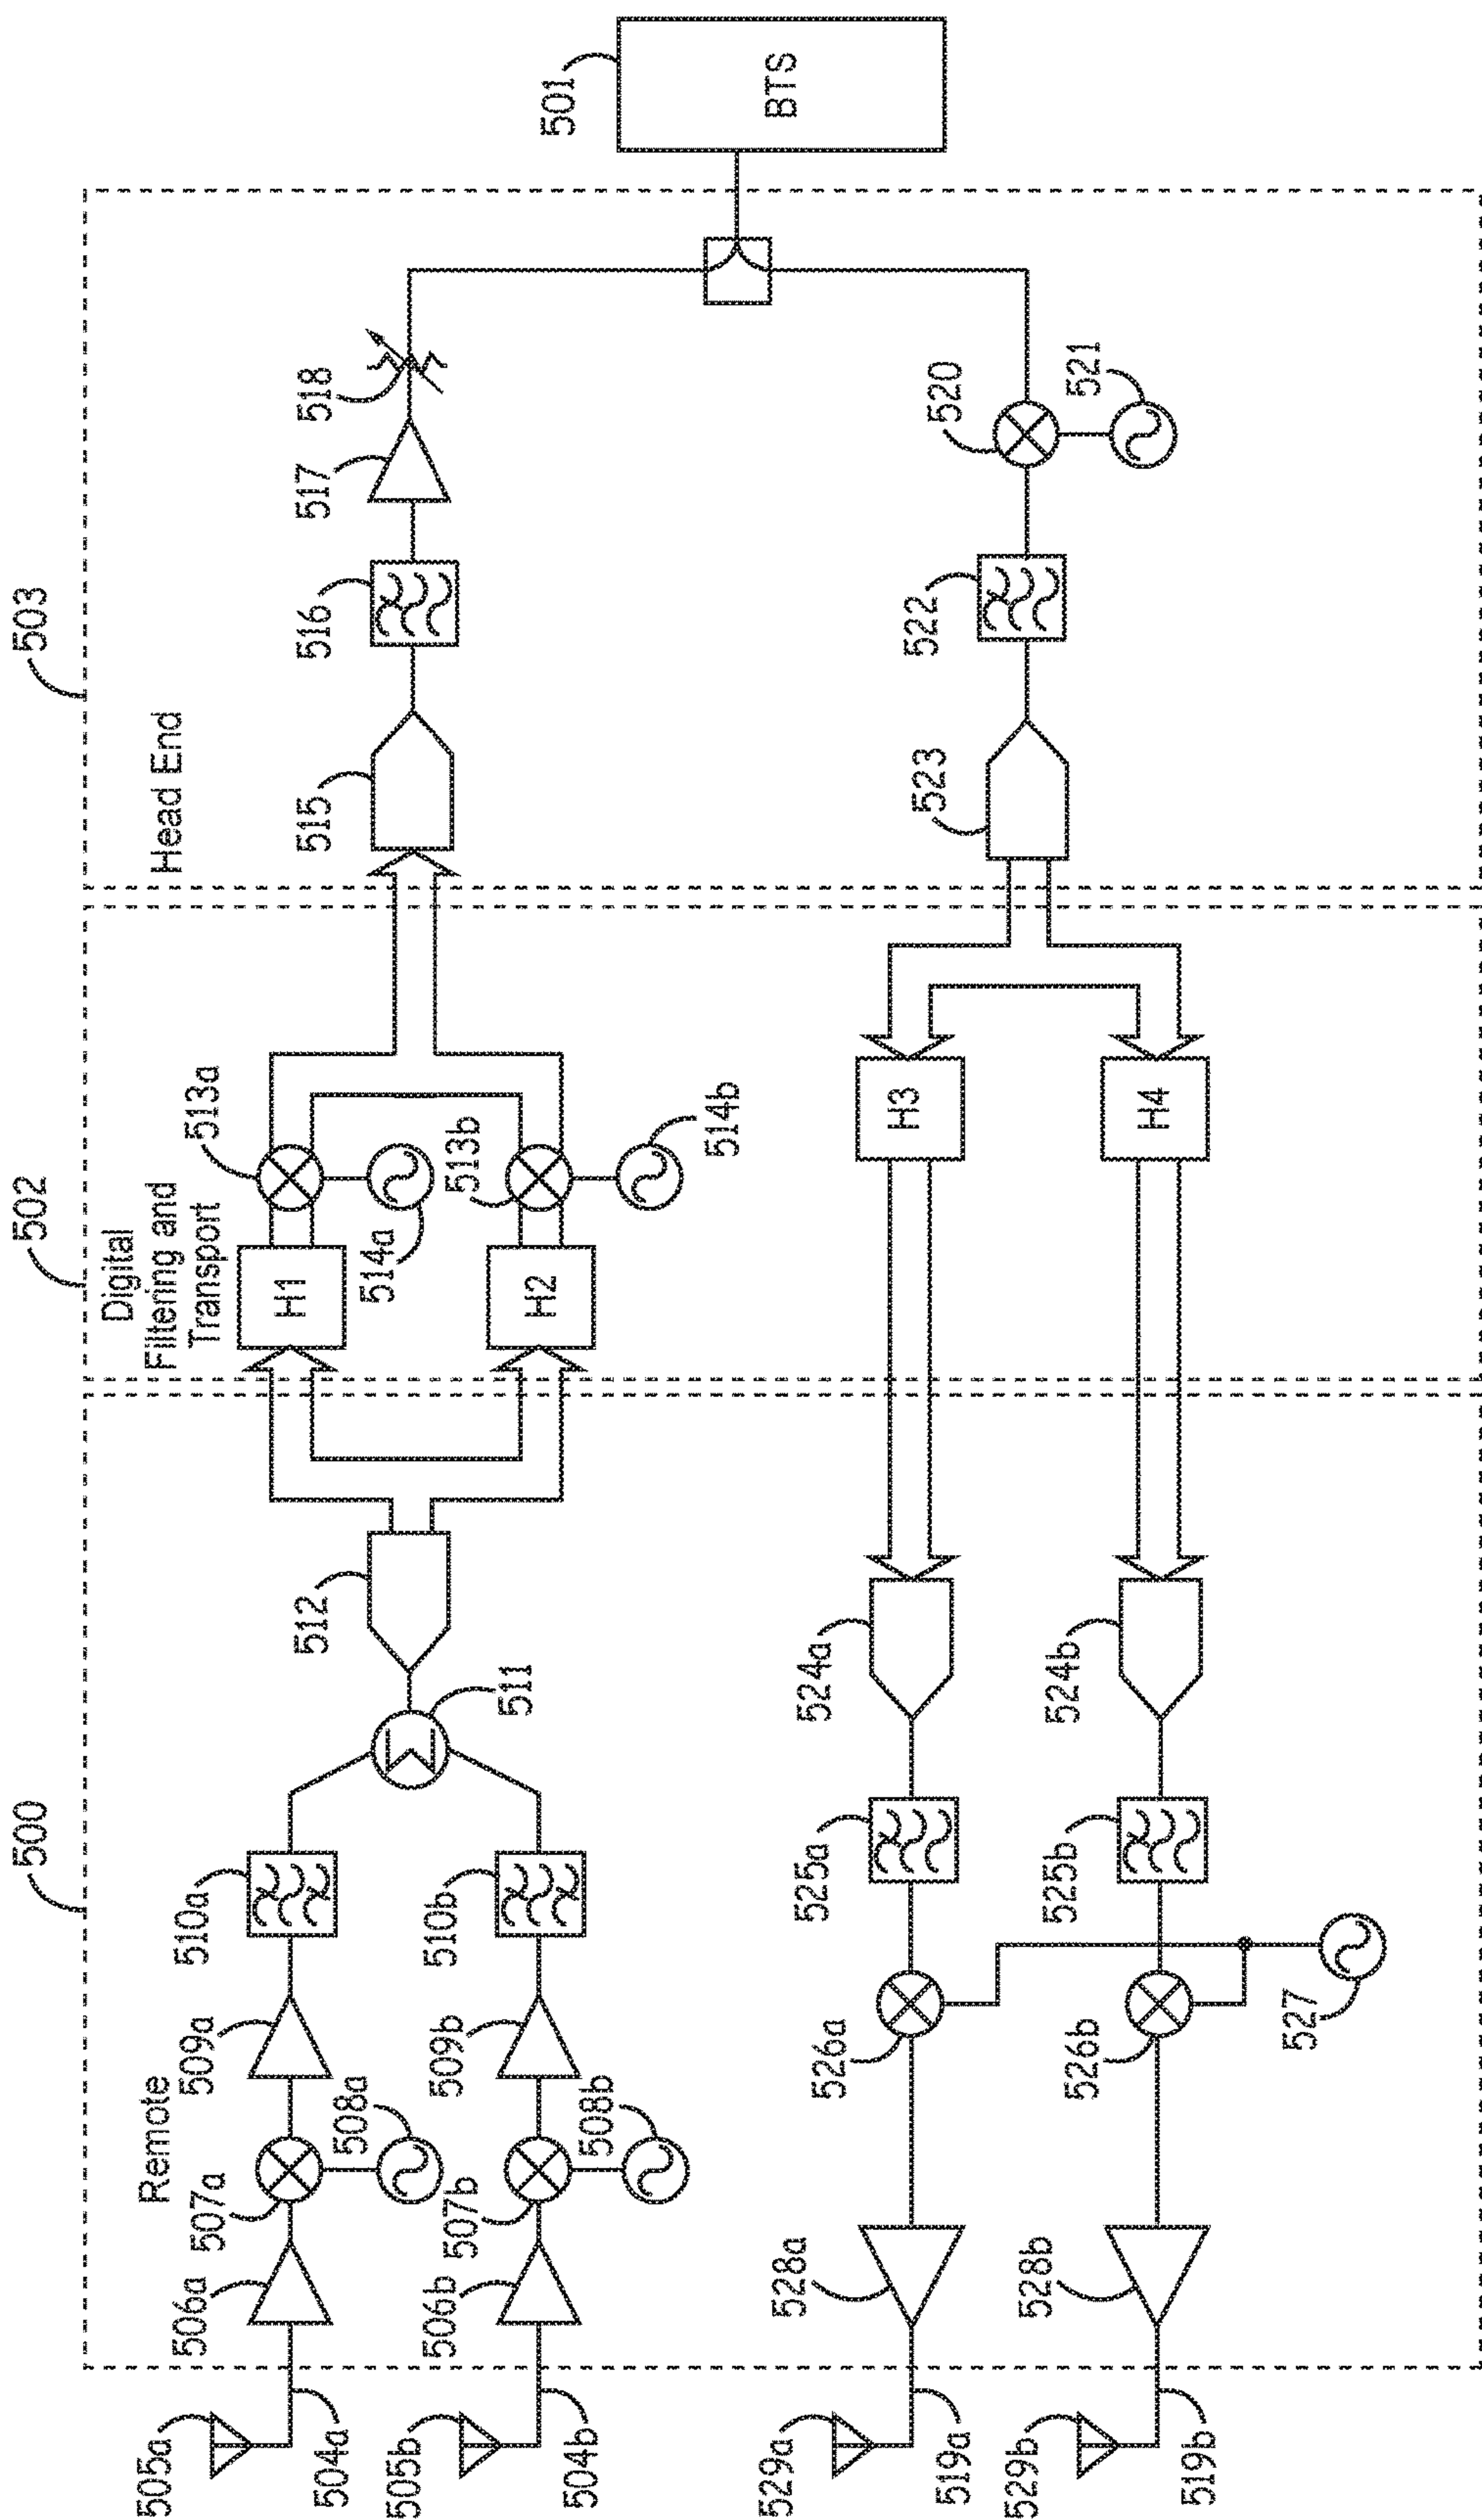 500
502
503
Remote
Digital
Filtering and
Transport
Head End
505a
504a
506a
507a
508a
509a
510a
505b
504b
506b
507b
508b
509b
510b
511
512
H1
H2
513a
514a
513b
514b
515
516
517
518
501
BTS
529a
519a
528a
526a
525a
524a
H3
529b
519b
528b
526b
527
525b
524b
H4
523
522
520
521